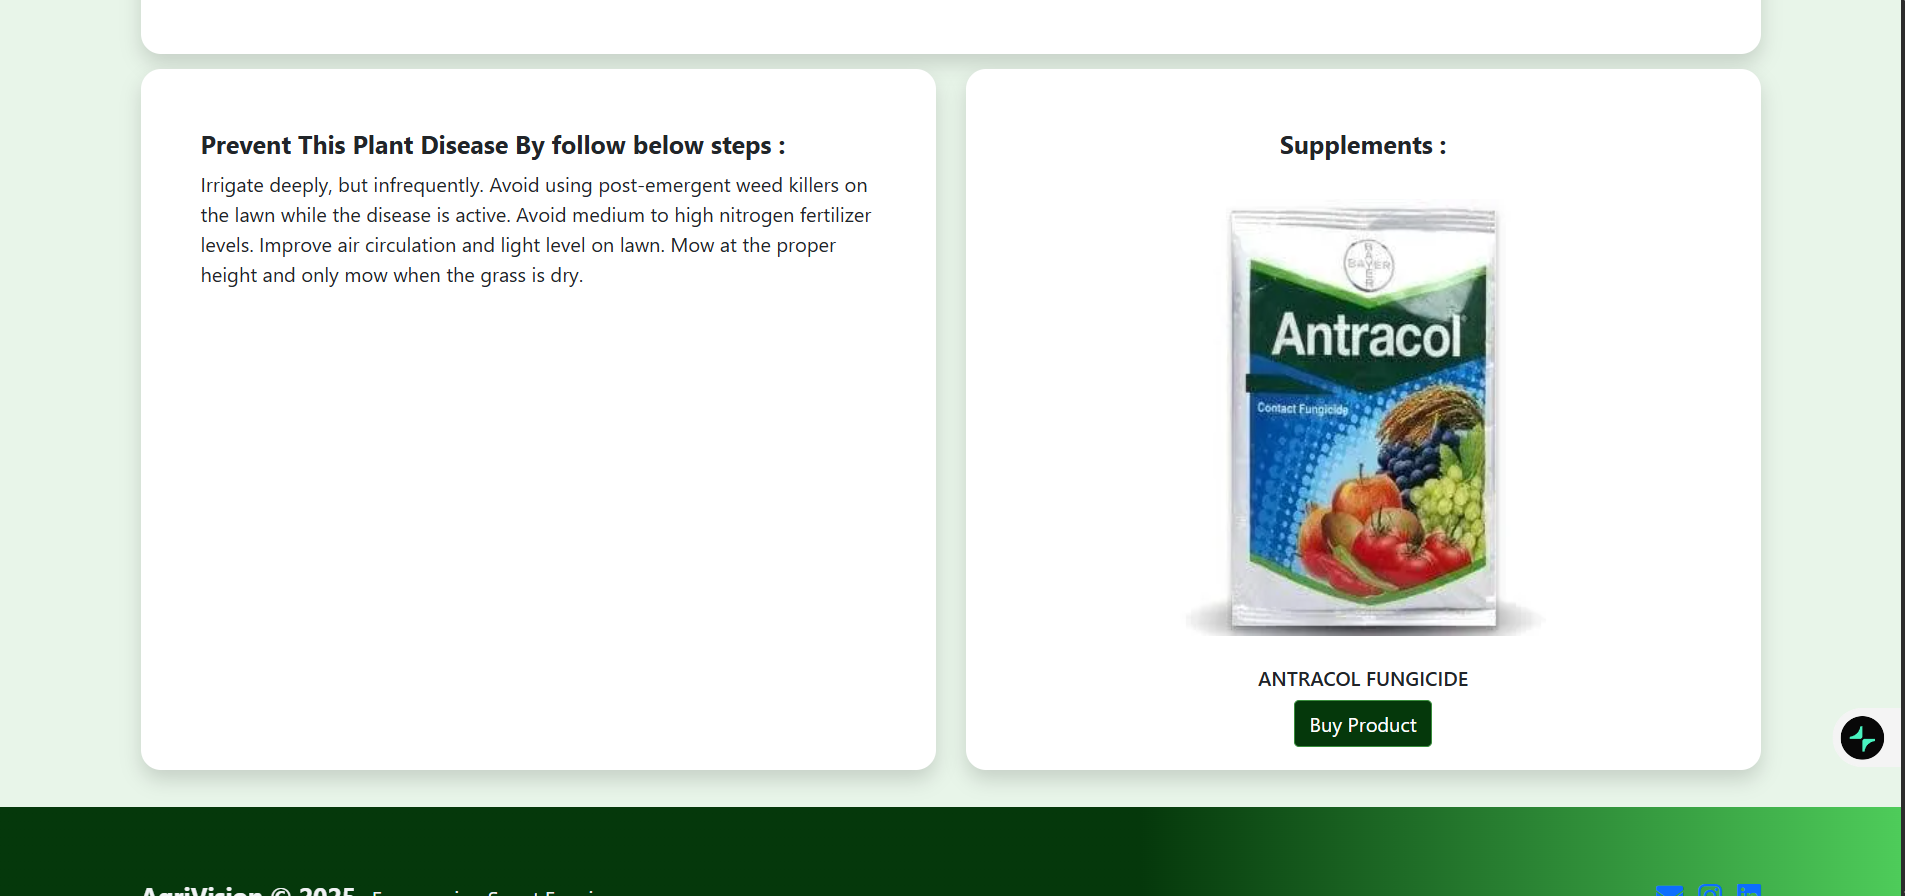 Prevent This Plant Disease By follow below steps :
Irrigate deeply, but infrequently. Avoid using post-emergent weed killers on
the lawn while the disease is active. Avoid medium to high nitrogen fertilizer
levels. Improve air circulation and light level on lawn. Mow at the proper
height and only mow when the grass is dry.
Supplements :
BAYER
BAYER
Antracol
Contact Fungicide
ANTRACOL FUNGICIDE
Buy Product
AgriVision © 2025